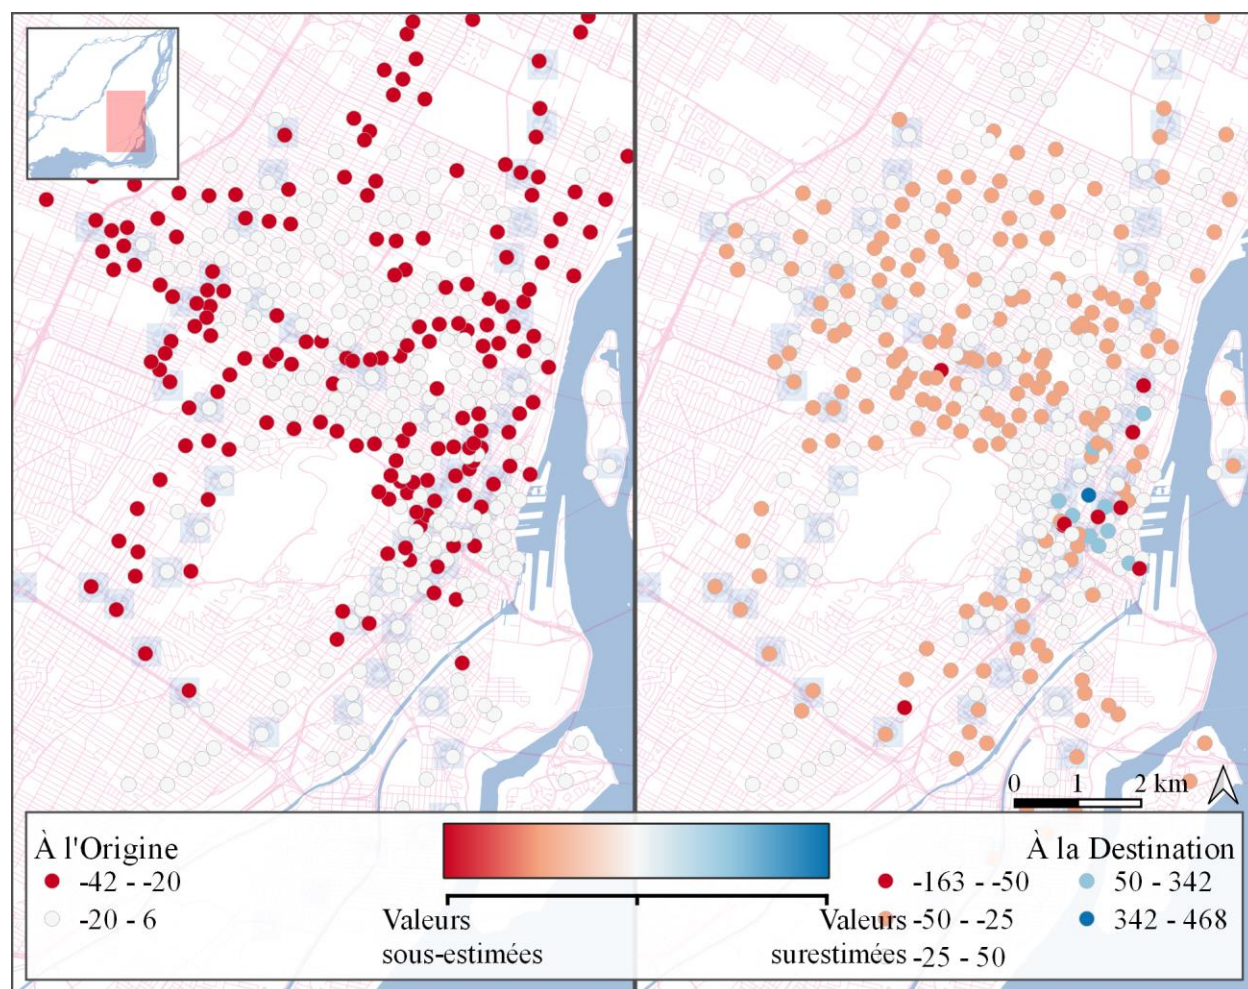 0 1 2 km
À l'Origine
-42 - -20
-20 - 6
Valeurs
sous-estimées
Valeurs
surestimées
À la Destination
-163 - -50
-50 - -25
-25 - 50
50 - 342
342 - 468